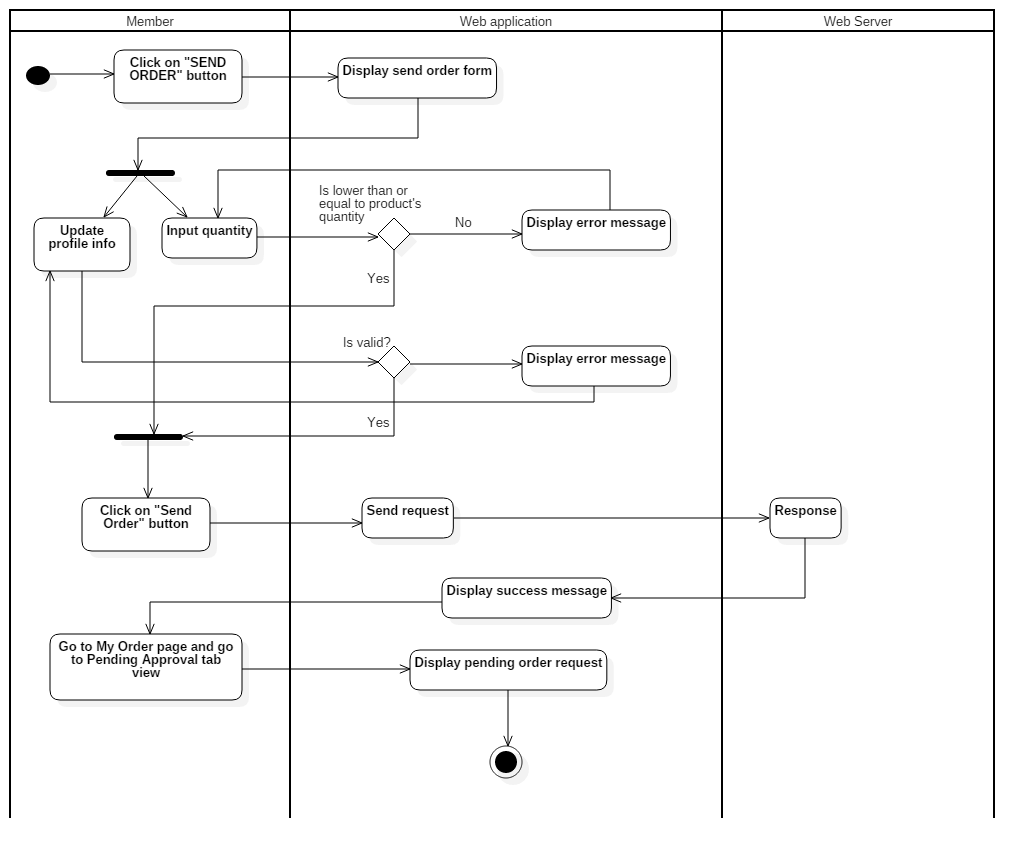 Member
Web application
Web Server
Click on "SEND
ORDER" button
Display send order form
Is lower than or
equal to product's
quantity
Update
profile info
Input quantity
No
Display error message
Yes
Is valid?
Display error message
Yes
Click on "Send
Order" button
Send request
Response
Display success message
Go to My Order page and go
to Pending Approval tab
view
Display pending order request